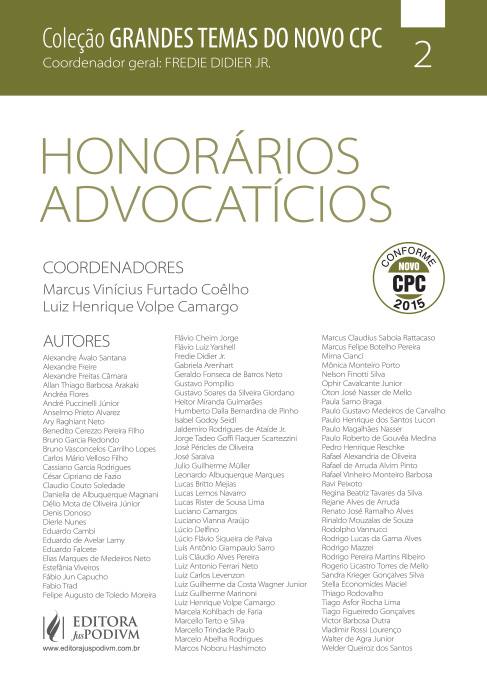 Coleção GRANDES TEMAS DO NOVO CPC
Coordenador geral: FREDIE DIDIER JR.
2
HONORÁRIOS
ADVOCATÍCIOS
COORDENADORES
Marcus Vinícius Furtado Coêlho
Luiz Henrique Volpe Camargo
CONFORME
NOVO
CPC
2015
AUTORES
Alexandre Ávalo Santana
Alexandre Freire
Alexandre Freitas Câmara
Allan Thiago Barbosa Arakaki
Andréa Flores
André Puccinelli Júnior
Anselmo Prieto Alvarez
Ary Raghiant Neto
Benedito Cerezzo Pereira Filho
Bruno Garcia Redondo
Bruno Vasconcelos Carrilho Lopes
Carlos Mário Velloso Filho
Cassiano Garcia Rodrigues
César Cipriano de Fazio
Claudio Couto Soledade
Daniella de Albuquerque Magnani
Délio Mota de Oliveira Júnior
Denis Donoso
Dierle Nunes
Eduardo Cambi
Eduardo de Avelar Lamy
Eduardo Falcete
Elias Marques de Medeiros Neto
Estefânia Viveiros
Fábio Jun Capucho
Fabio Trad
Felipe Augusto de Toledo Moreira
Flávio Cheim Jorge
Flávio Luiz Yarshell
Fredie Didier Jr.
Gabriela Arenhart
Geraldo Fonseca de Barros Neto
Gustavo Pompílio
Gustavo Soares da Silveira Giordano
Heitor Miranda Guimarães
Humberto Dalla Bernardina de Pinho
Isabel Godoy Seidl
Jaldemiro Rodrigues de Ataíde Jr.
Jorge Tadeo Goffi Flaquer Scartezzini
José Péricles de Oliveira
José Saraiva
Julio Guilherme Müller
Leonardo Albuquerque Marques
Lucas Britto Mejias
Lucas Lemos Navarro
Lucas Rister de Sousa Lima
Luciano Camargos
Luciano Vianna Araújo
Lúcio Delfino
Lúcio Flávio Siqueira de Paiva
Luís Antônio Giampaulo Sarro
Luís Cláudio Alves Pereira
Luiz Antonio Ferrari Neto
Luiz Carlos Levenzon
Luiz Guilherme da Costa Wagner Junior
Luiz Guilherme Marinoni
Luiz Henrique Volpe Camargo
Marcela Kohlbach de Faria
Marcello Terto e Silva
Marcello Trindade Paulo
Marcelo Abelha Rodrigues
Marcos Noboru Hashimoto
Marcus Claudius Saboia Rattacaso
Marcus Felipe Botelho Pereira
Mirna Cianci
Mônica Monteiro Porto
Nelson Finotti Silva
Ophir Cavalcante Junior
Oton José Nasser de Mello
Paula Sarno Braga
Paulo Gustavo Medeiros de Carvalho
Paulo Henrique dos Santos Lucon
Paulo Magalhães Nasser
Paulo Roberto de Gouvêa Medina
Pedro Henrique Reschke
Rafael Alexandria de Oliveira
Rafael de Arruda Alvim Pinto
Rafael Vinheiro Monteiro Barbosa
Ravi Peixoto
Regina Beatriz Tavares da Silva
Rejane Alves de Arruda
Renato José Ramalho Alves
Rinaldo Mouzalas de Souza
Rodolpho Vannucci
Rodrigo Lucas da Gama Alves
Rodrigo Mazzei
Rodrigo Pereira Martins Ribeiro
Rogerio Licastro Torres de Mello
Sandra Krieger Gonçalves Silva
Stella Economides Maciel
Thiago Rodovalho
Tiago Asfor Rocha Lima
Tiago Figueiredo Gonçalves
Victor Barbosa Dutra
Vladimir Rossi Lourenço
Walter de Agra Junior
Welder Queiroz dos Santos
EDITORA
JusPODIVM
www.editorajuspodivm.com.br